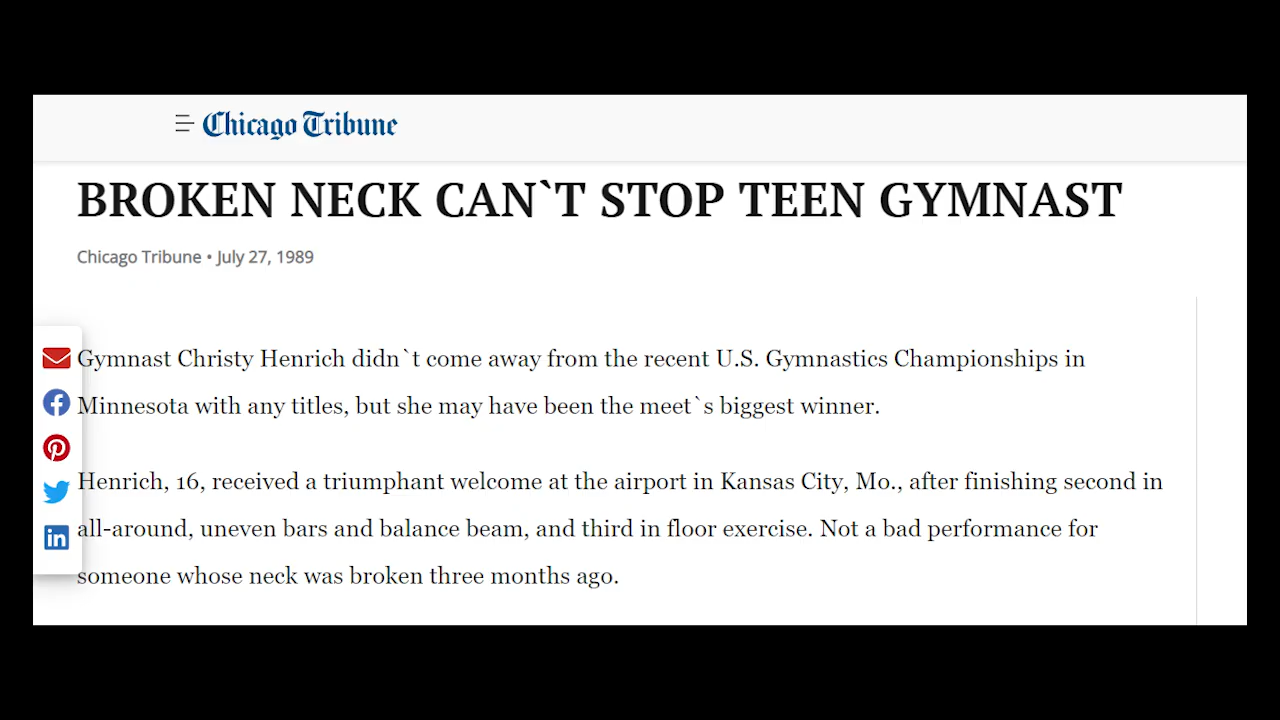 Chicago Tribune
BROKEN NECK CAN`T STOP TEEN GYMNAST
Chicago Tribune • July 27, 1989
Gymnast Christy Henrich didn`t come away from the recent U.S. Gymnastics Championships in
Minnesota with any titles, but she may have been the meet`s biggest winner.
Henrich, 16, received a triumphant welcome at the airport in Kansas City, Mo., after finishing second in
all-around, uneven bars and balance beam, and third in floor exercise. Not a bad performance for
someone whose neck was broken three months ago.